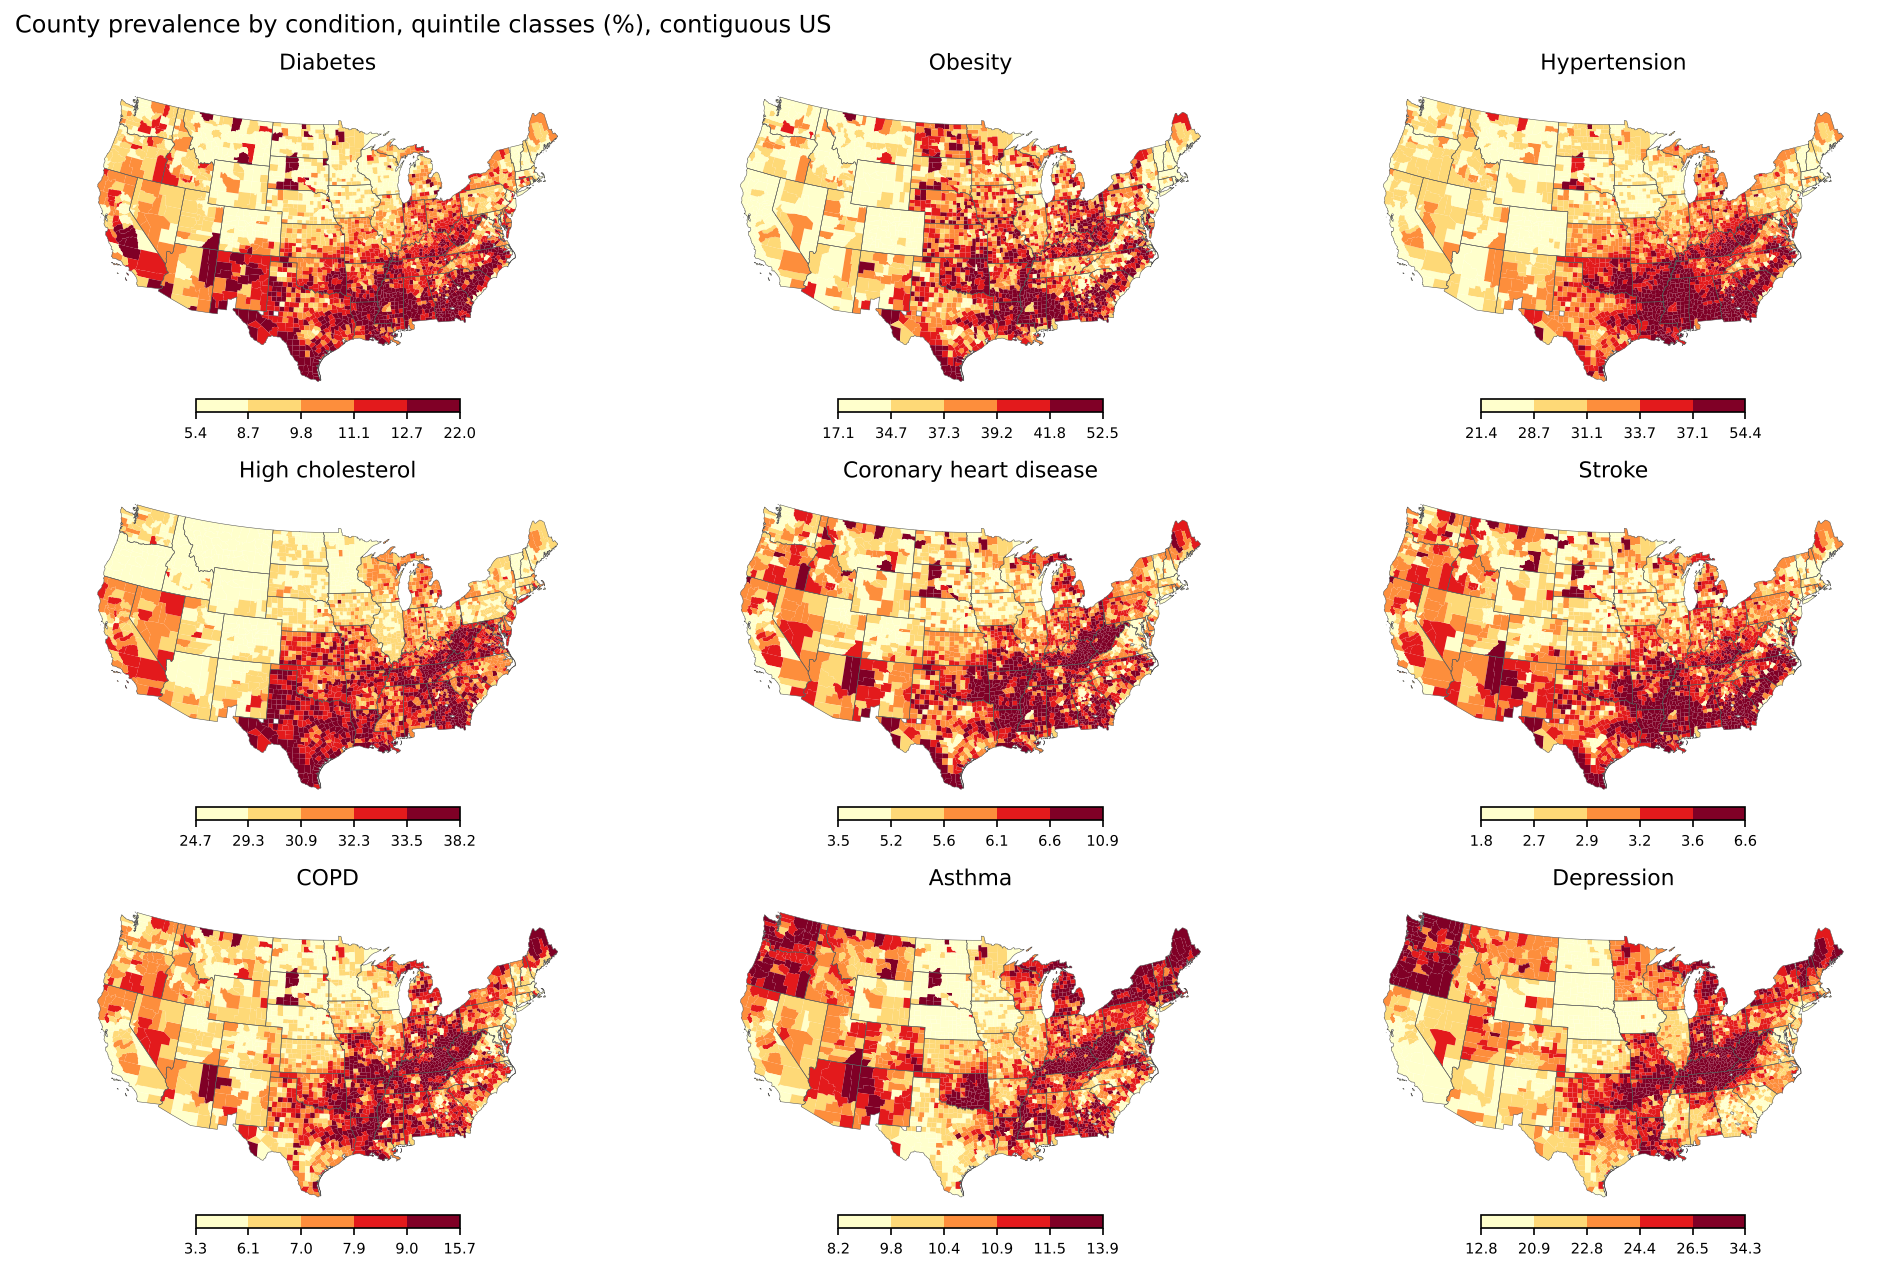 County prevalence by condition, quintile classes (%), contiguous US
Diabetes
Obesity
Hypertension
5.4 8.7 9.8 11.1 12.7 22.0
17.1 34.7 37.3 39.2 41.8 52.5
21.4 28.7 31.1 33.7 37.1 54.4
High cholesterol
Coronary heart disease
Stroke
24.7 29.3 30.9 32.3 33.5 38.2
3.5 5.2 5.6 6.1 6.6 10.9
1.8 2.7 2.9 3.2 3.6 6.6
COPD
Asthma
Depression
3.3 6.1 7.0 7.9 9.0 15.7
8.2 9.8 10.4 10.9 11.5 13.9
12.8 20.9 22.8 24.4 26.5 34.3